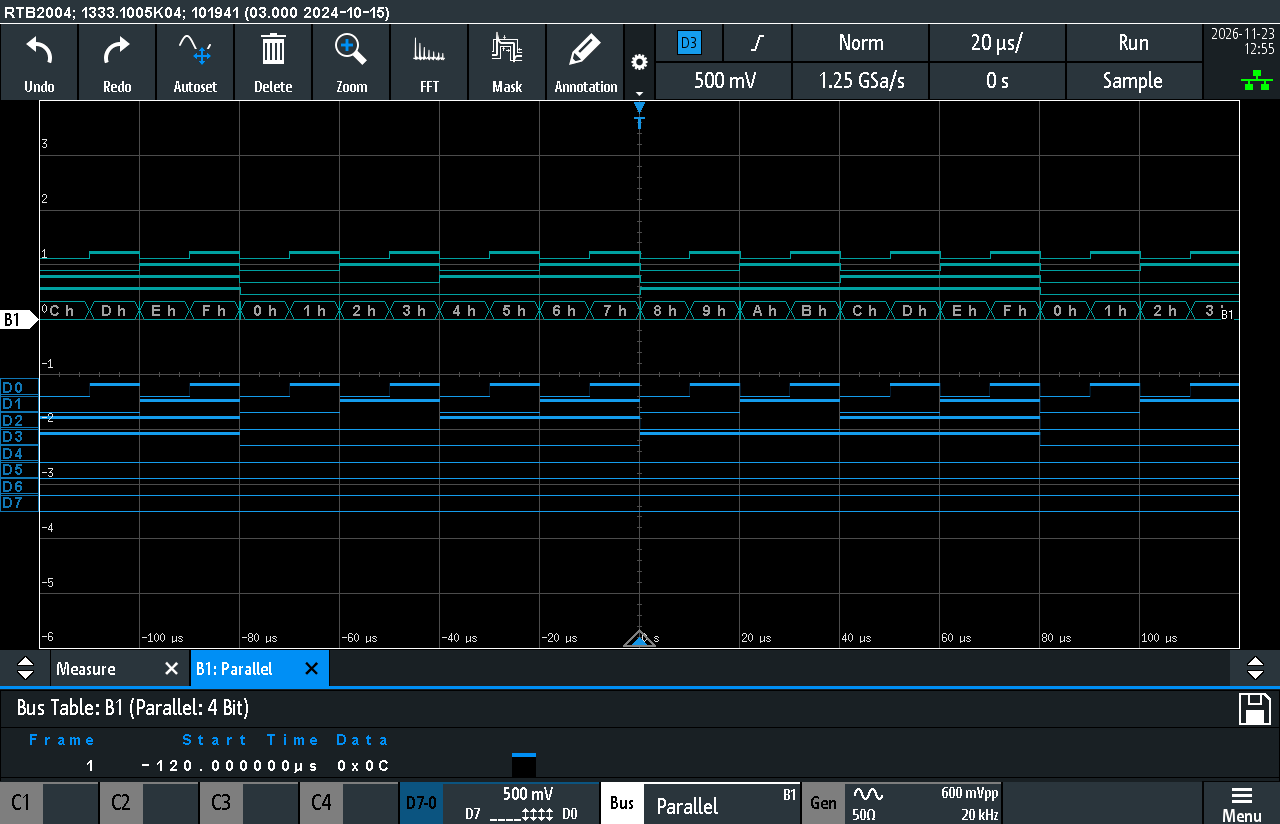 RTB2004; 1333.1005K04; 101941 (03.000 2024-10-15)
Undo Redo Autoset Delete Zoom FFT Mask Annotation
D3 Norm 20 µs/ Run
500 mV 1.25 GSa/s 0 s Sample
2026-11-23
12:55
T
3
2
1
0
C h D h E h F h 0 h 1 h 2 h 3 h 4 h 5 h 6 h 7 h 8 h 9 h A h B h C h D h E h F h 0 h 1 h 2 h 3 B1
B1
-1
D0
D1
-2
D2
D3
D4
-3
D5
D6
D7
-4
-5
-6 -100 µs -80 µs -60 µs -40 µs -20 µs 0 s 20 µs 40 µs 60 µs 80 µs 100 µs
Measure B1: Parallel
Bus Table: B1 (Parallel: 4 Bit)
Frame Start Time Data
1 -120.000000µs 0x0C
C1 C2 C3 C4 D7-0 500 mV
D7 D0
Bus Parallel B1
Gen 50Ω 600 mVpp
20 kHz
Menu